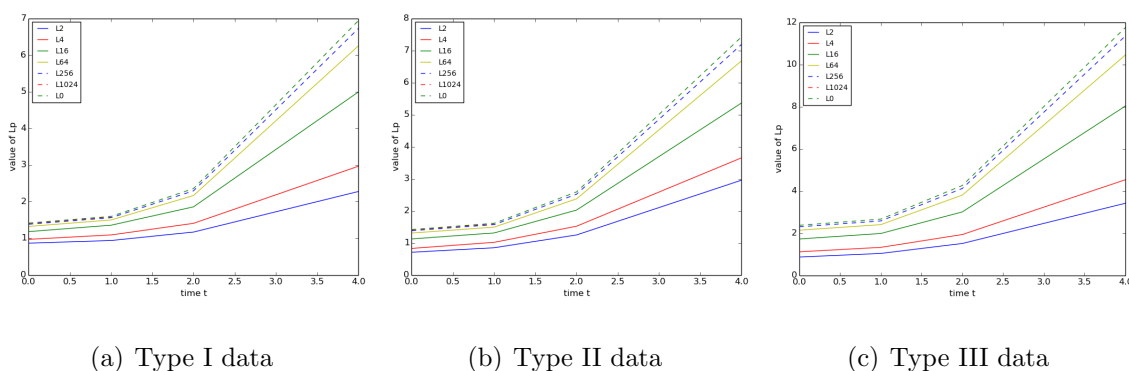 7
6
5
4
3
2
1
0
value of Lp
0.0 0.5 1.0 1.5 2.0 2.5 3.0 3.5 4.0
time t
L2
L4
L16
L64
L256
L1024
L0
(a) Type I data
8
7
6
5
4
3
2
1
0
value of Lp
0.0 0.5 1.0 1.5 2.0 2.5 3.0 3.5 4.0
time t
L2
L4
L16
L64
L256
L1024
L0
(b) Type II data
12
10
8
6
4
2
0
value of Lp
0.0 0.5 1.0 1.5 2.0 2.5 3.0 3.5 4.0
time t
L2
L4
L16
L64
L256
L1024
L0
(c) Type III data